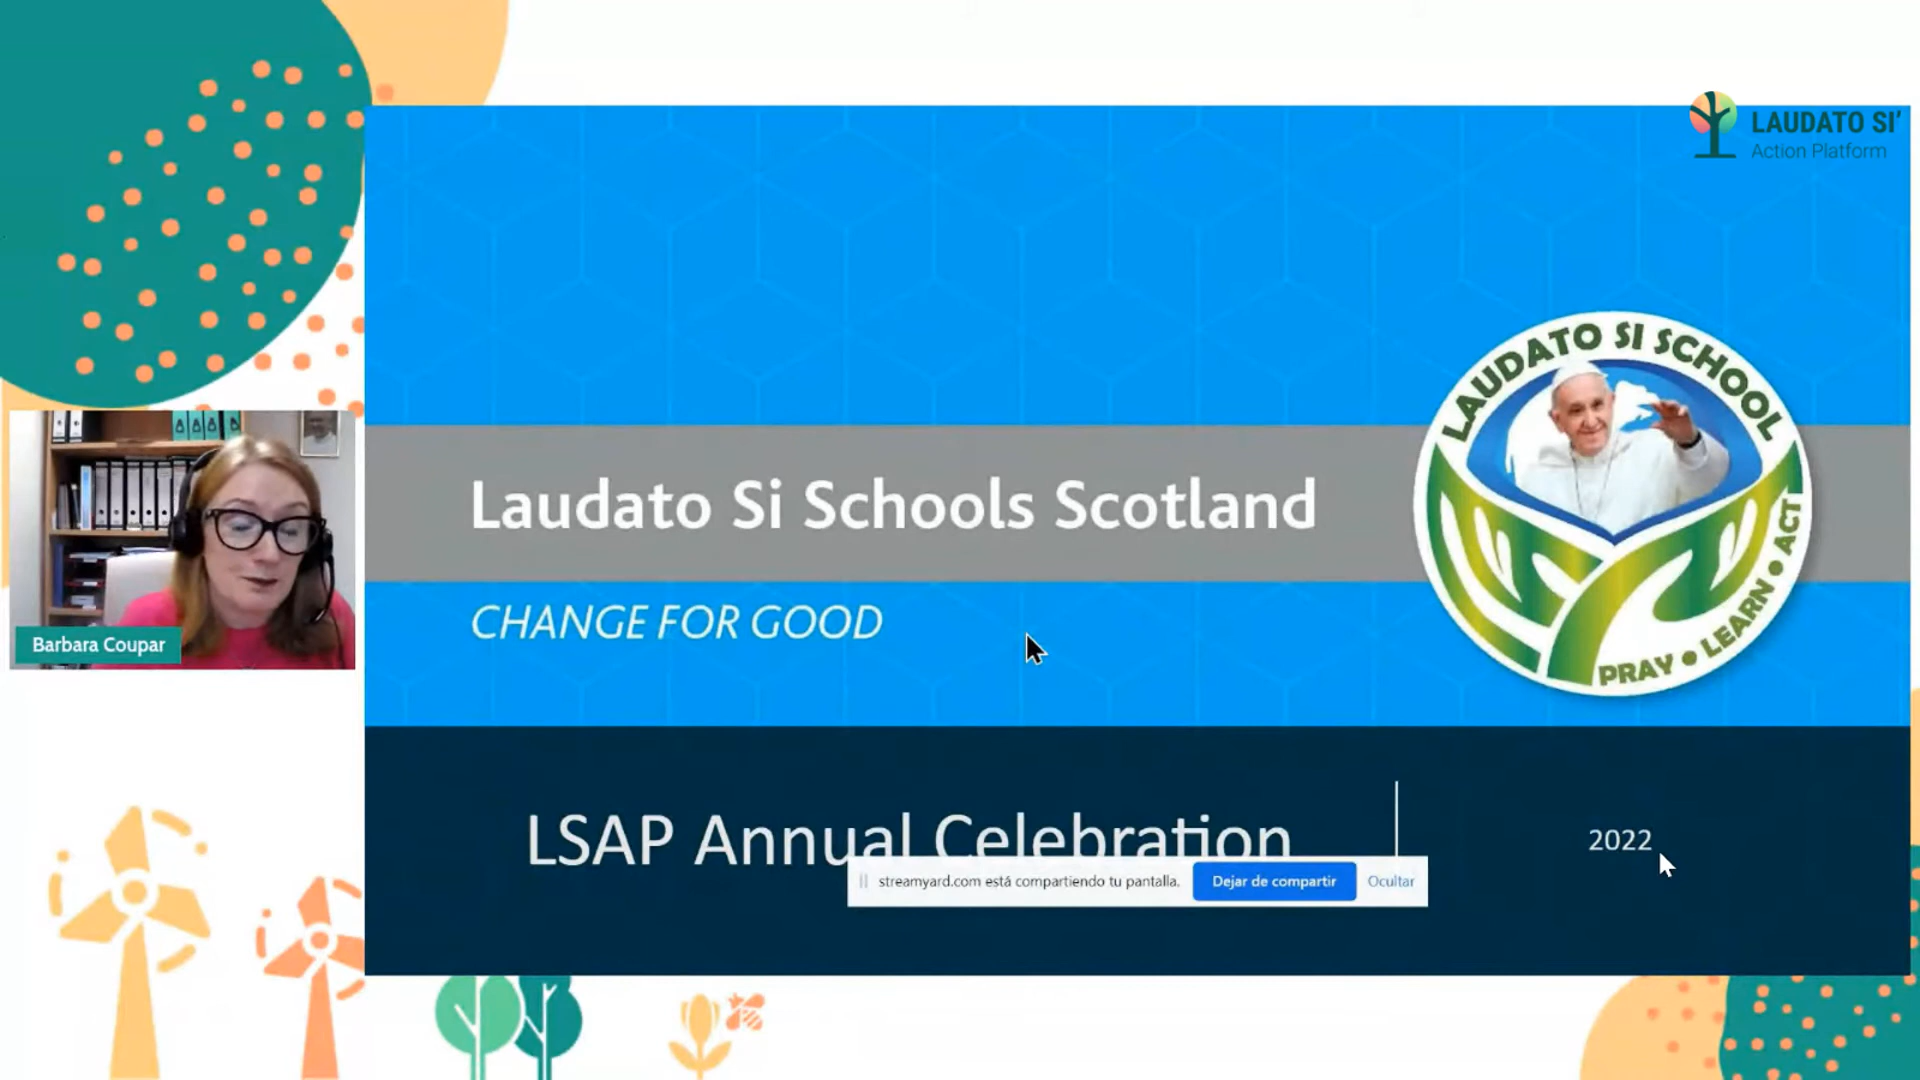 LAUDATO SI’
Action Platform
LAUDATO SI SCHOOL
Laudato Si Schools Scotland
PRAY • LEARN • ACT
CHANGE FOR GOOD
Barbara Coupar
LSAP Annual Celebration
2022
streamyard.com está compartiendo tu pantalla.
Dejar de compartir
Ocultar